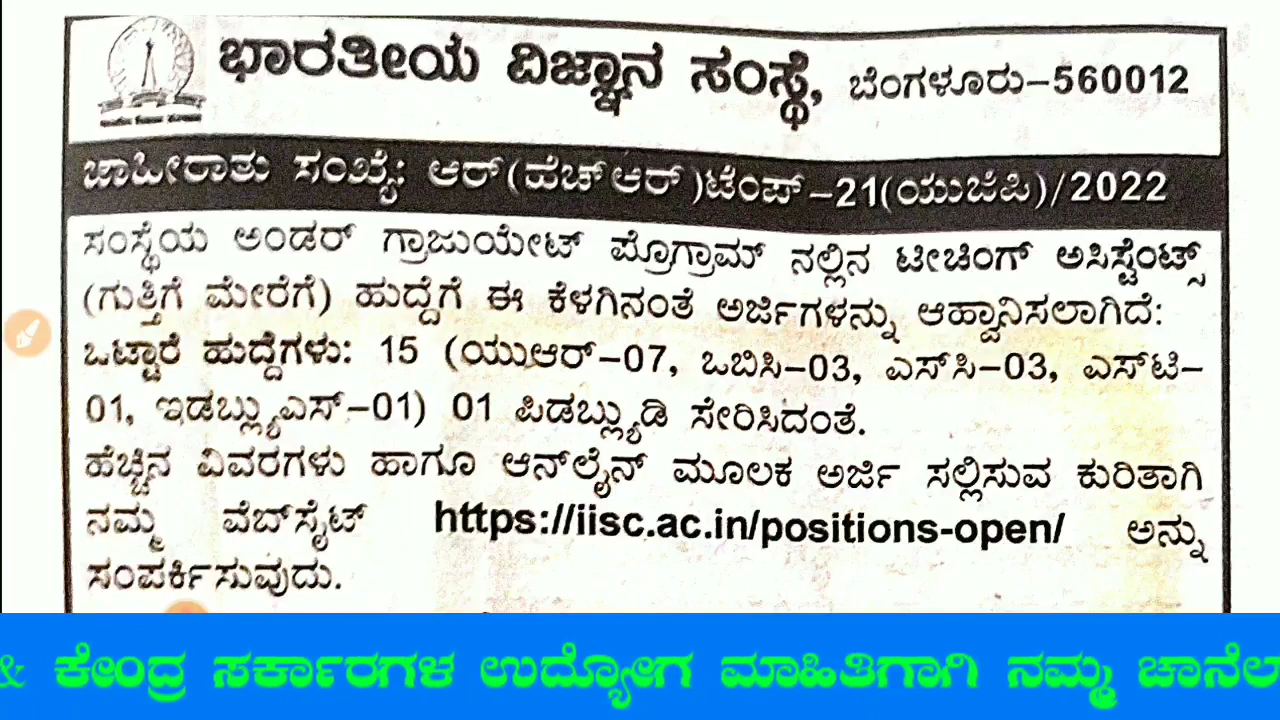 ಭಾರತೀಯ ವಿಜ್ಞಾನ ಸಂಸ್ಥೆ, ಬೆಂಗಳೂರು–560012
ಜಾಹೀರಾತು ಸಂಖ್ಯೆ: ಆರ್(ಹೆಚ್ಆರ್)ಟೆಂಪ್–21(ಯುಜಿಪಿ)/2022
ಸಂಸ್ಥೆಯ ಅಂಡರ್ ಗ್ರಾಜುಯೇಟ್ ಪ್ರೊಗ್ರಾಮ್ ನಲ್ಲಿನ ಟೀಚಿಂಗ್ ಅಸಿಸ್ಟೆಂಟ್ಸ್
(ಗುತ್ತಿಗೆ ಮೇರೆಗೆ) ಹುದ್ದೆಗೆ ಈ ಕೆಳಗಿನಂತೆ ಅರ್ಜಿಗಳನ್ನು ಆಹ್ವಾನಿಸಲಾಗಿದೆ:
ಒಟ್ಟಾರೆ ಹುದ್ದೆಗಳು: 15 (ಯುಆರ್–07, ಒಬಿಸಿ–03, ಎಸ್‌ಸಿ–03, ಎಸ್‌ಟಿ–
01, ಇಡಬ್ಲ್ಯುಎಸ್–01) 01 ಪಿಡಬ್ಲ್ಯುಡಿ ಸೇರಿಸಿದಂತೆ.
ಹೆಚ್ಚಿನ ವಿವರಗಳು ಹಾಗೂ ಆನ್‌ಲೈನ್ ಮೂಲಕ ಅರ್ಜಿ ಸಲ್ಲಿಸುವ ಕುರಿತಾಗಿ
ನಮ್ಮ ವೆಬ್‌ಸೈಟ್ https://iisc.ac.in/positions-open/ ಅನ್ನು
ಸಂಪರ್ಕಿಸುವುದು.
& ಕೇಂದ್ರ ಸರ್ಕಾರಗಳ ಉದ್ಯೋಗ ಮಾಹಿತಿಗಾಗಿ ನಮ್ಮ ಚಾನೆಲ